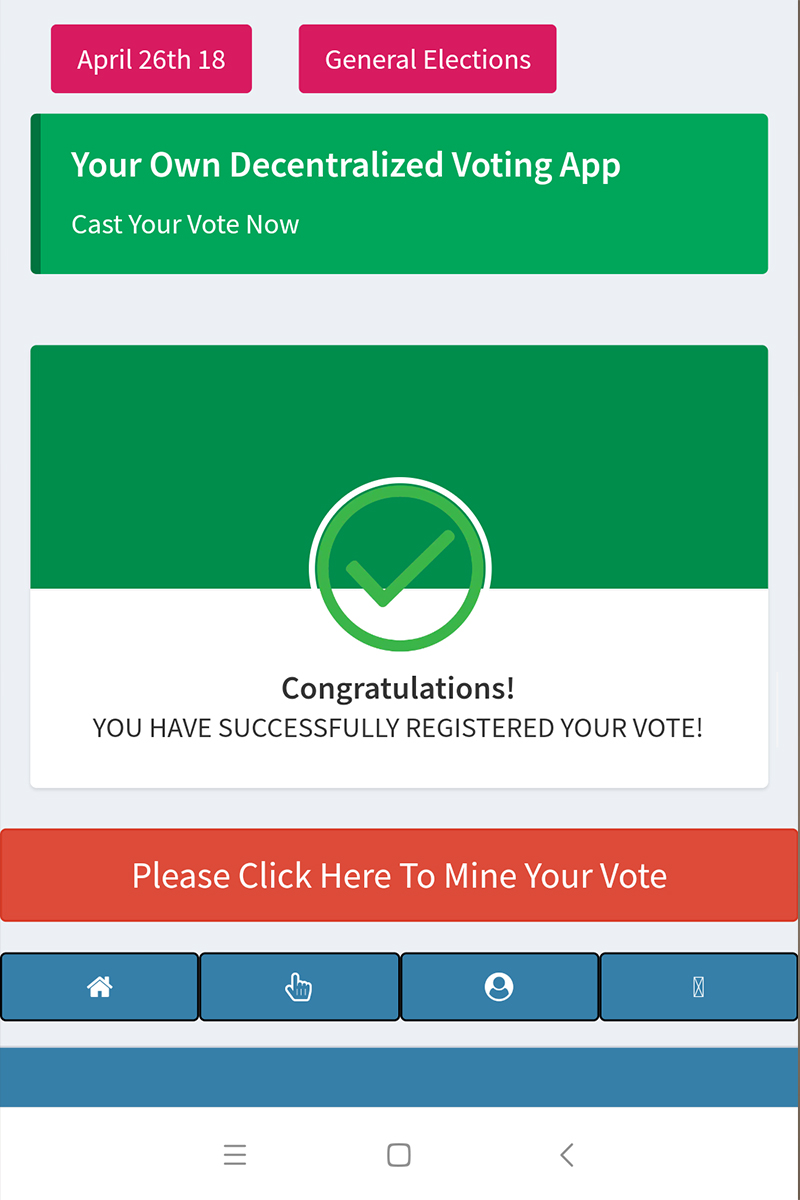 April 26th 18
General Elections
Your Own Decentralized Voting App
Cast Your Vote Now
Congratulations!
YOU HAVE SUCCESSFULLY REGISTERED YOUR VOTE!
Please Click Here To Mine Your Vote